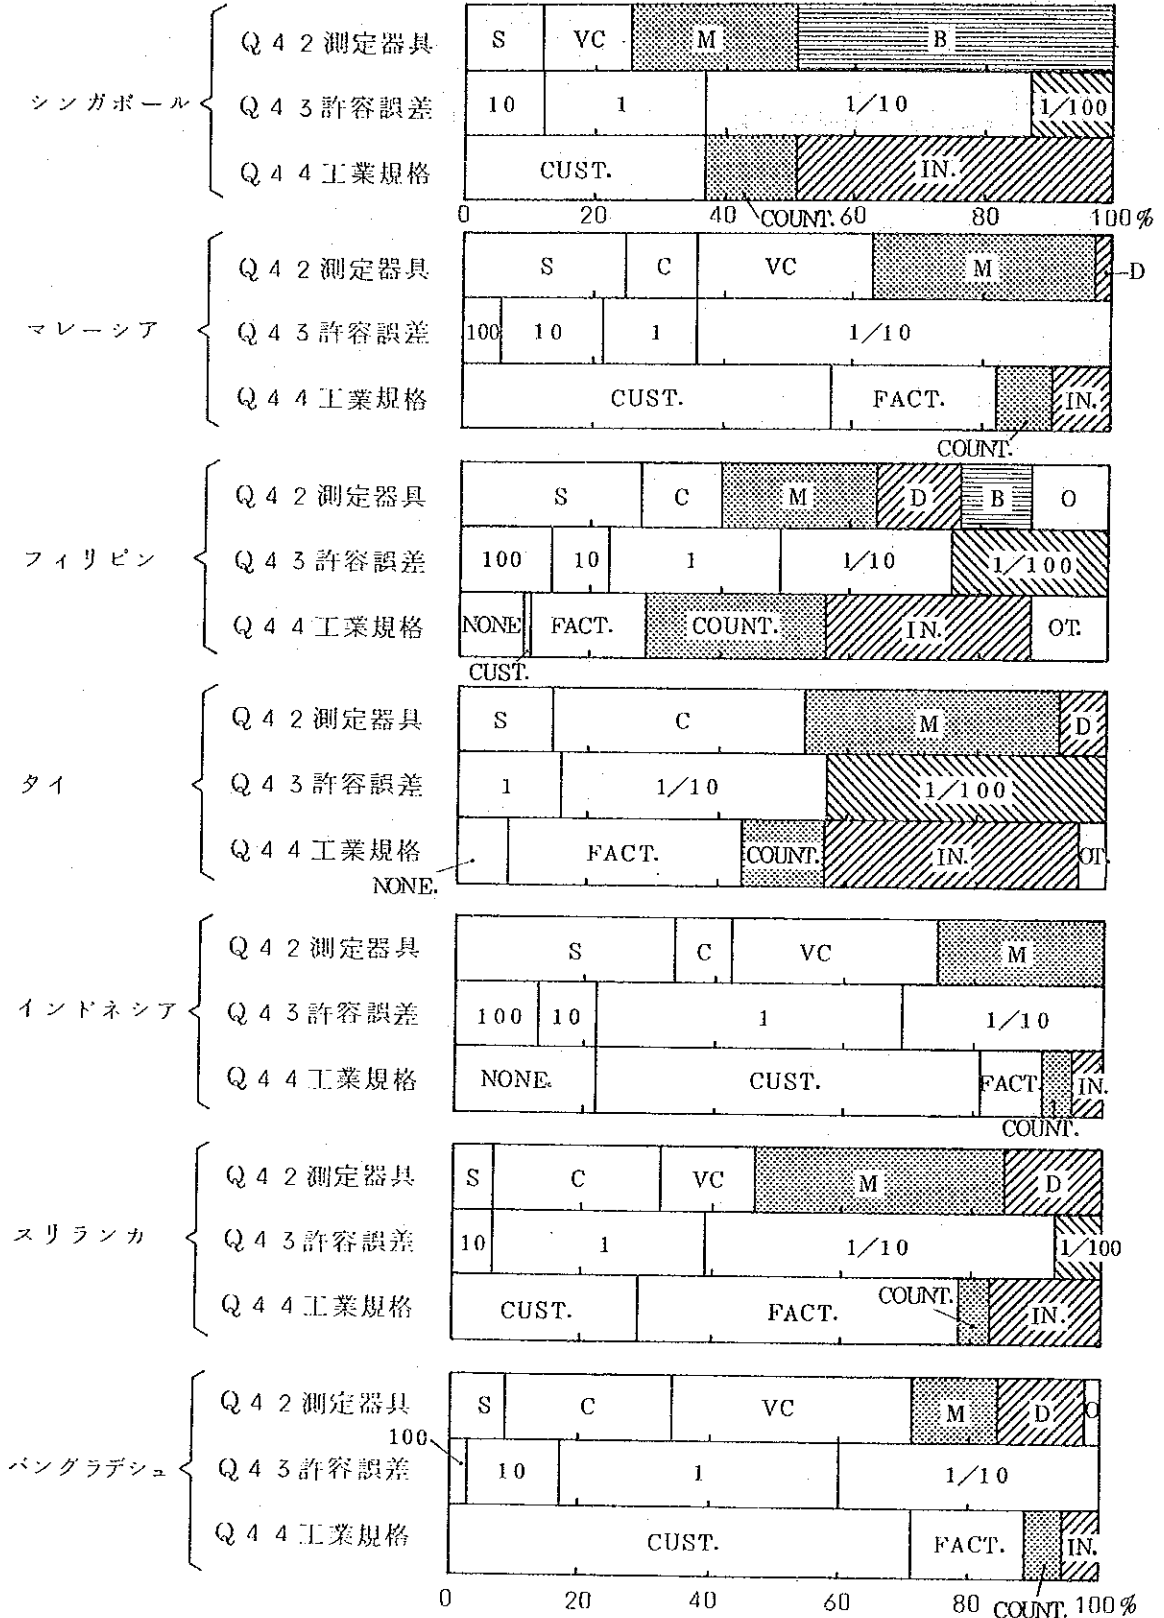 Q42測定器具 S VC M B
シンガポール Q43許容誤差 10 1 1/10 1/100
Q44工業規格 CUST. IN.
0 20 40 COUNT. 60 80 100%
Q42測定器具 S C VC M D
マレーシア Q43許容誤差 100 10 1 1/10
Q44工業規格 CUST. FACT. IN.
COUNT.
Q42測定器具 S C M D B O
フィリピン Q43許容誤差 100 10 1 1/10 1/100
Q44工業規格 NONE FACT. COUNT. IN. OT.
CUST.
Q42測定器具 S C M D
タイ Q43許容誤差 1 1/10 1/100
Q44工業規格 FACT. COUNT. IN. OT.
NONE.
Q42測定器具 S C VC M
インドネシア Q43許容誤差 100 10 1 1/10
Q44工業規格 NONE. CUST. FACT. IN.
COUNT.
Q42測定器具 S C VC M D
スリランカ Q43許容誤差 10 1 1/10 1/100
Q44工業規格 CUST. FACT. COUNT. IN.
Q42測定器具 S C VC M D O
100
バングラデシュ Q43許容誤差 10 1 1/10
Q44工業規格 CUST. FACT. IN.
0 20 40 60 80 COUNT. 100%